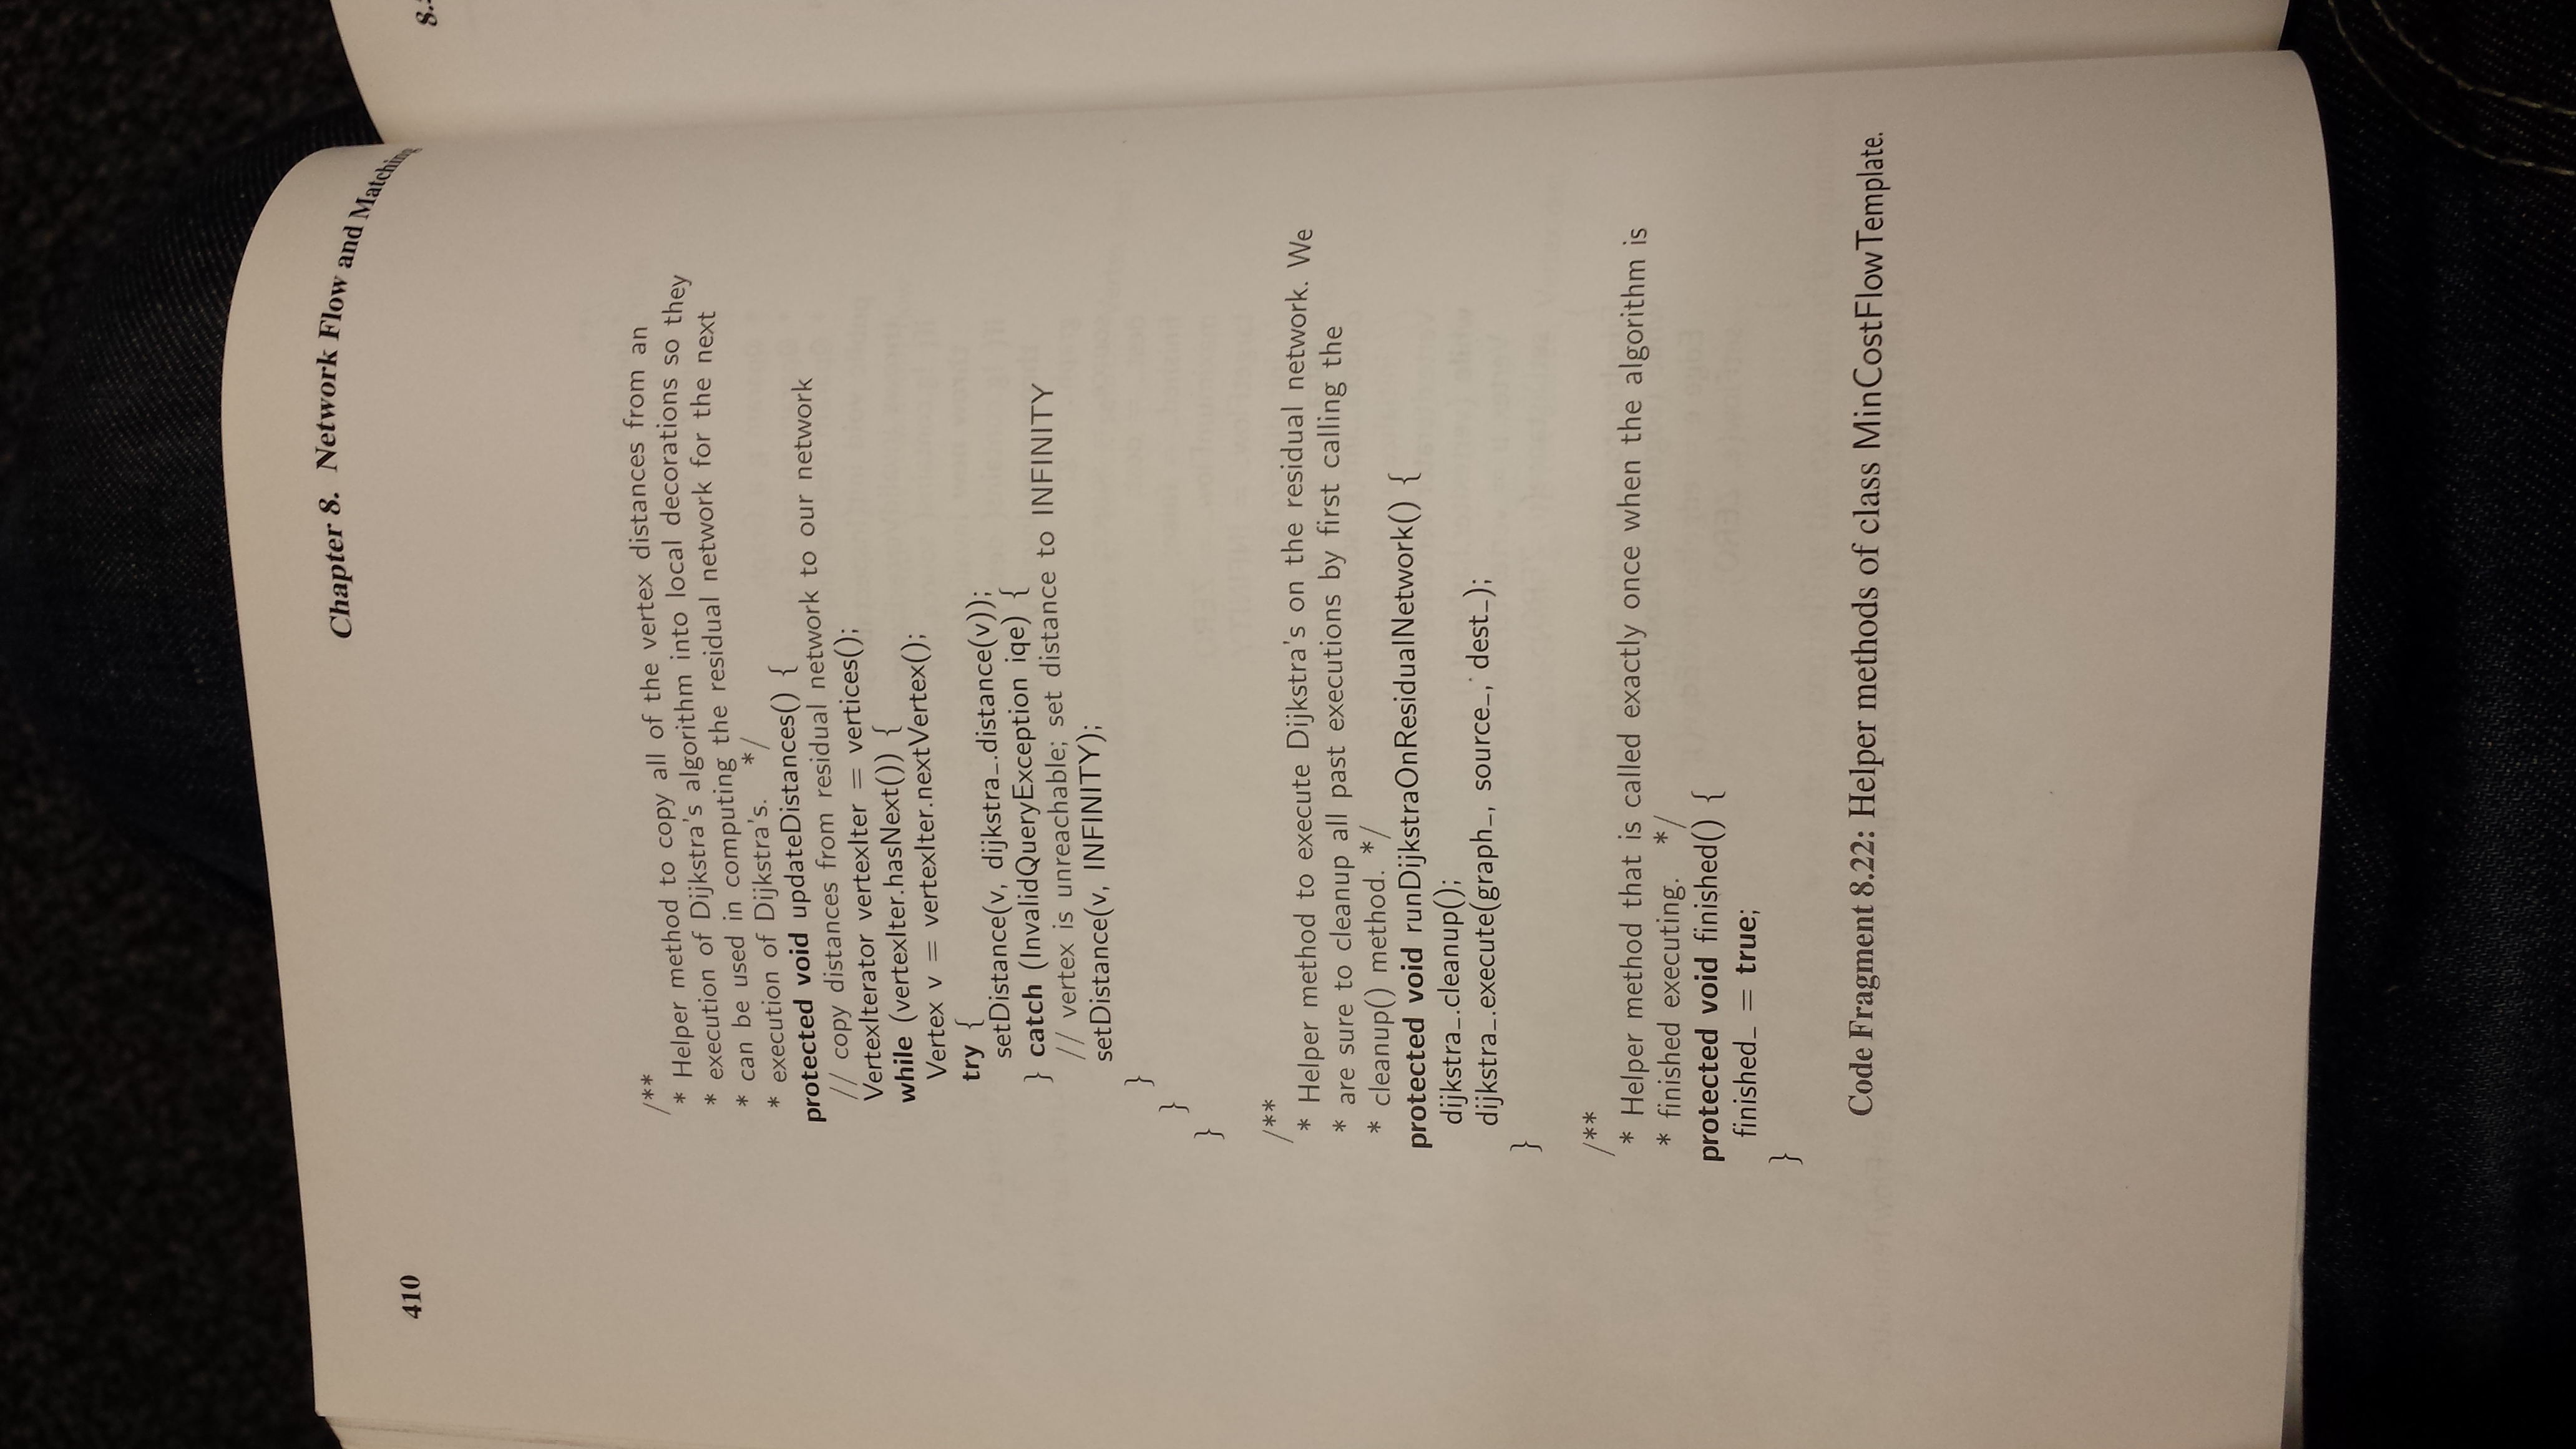 Chapter 8. Network Flow and Matching
410
8.
/**
* Helper method to copy all of the vertex distances from an
* execution of Dijkstra's algorithm into local decorations so they
* can be used in computing the residual network for the next
* execution of Dijkstra's. */
protected void updateDistances() {
// copy distances from residual network to our network
VertexIterator vertexIter = vertices();
while (vertexIter.hasNext()) {
Vertex v = vertexIter.nextVertex();
try {
setDistance(v, dijkstra_.distance(v));
} catch (InvalidQueryException iqe) {
// vertex is unreachable; set distance to INFINITY
setDistance(v, INFINITY);
}
}
}
/**
* Helper method to execute Dijkstra's on the residual network. We
* are sure to cleanup all past executions by first calling the
* cleanup() method. */
protected void runDijkstraOnResidualNetwork() {
dijkstra_.cleanup();
dijkstra_.execute(graph_, source_, dest_);
}
/**
* Helper method that is called exactly once when the algorithm is
* finished executing. */
protected void finished() {
finished_ = true;
}
Code Fragment 8.22: Helper methods of class MinCostFlowTemplate.